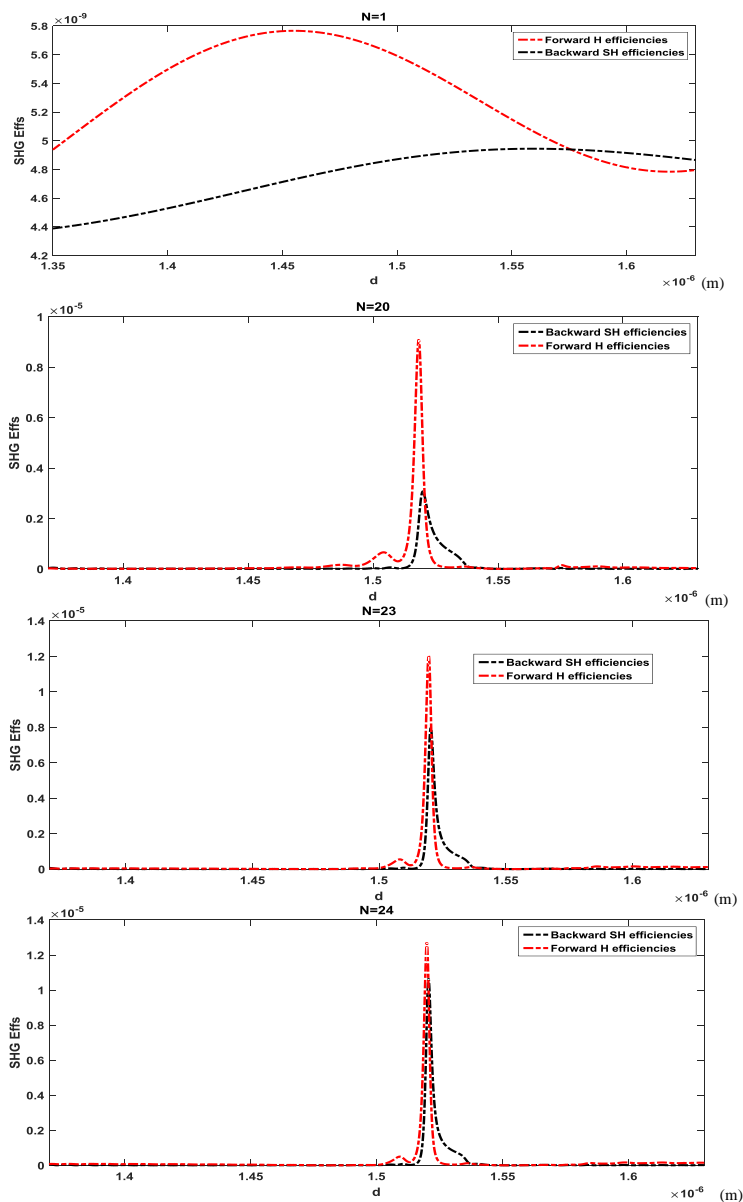 N=1
×10⁻⁹
5.8
5.6
5.4
5.2
5
4.8
4.6
4.4
4.2
SHG Effs
Forward H efficiencies
Backward SH efficiencies
1.35
1.4
1.45
1.5
1.55
1.6
d
×10⁻⁶ (m)
N=20
×10⁻⁵
1
0.8
0.6
0.4
0.2
0
SHG Effs
Backward SH efficiencies
Forward H efficiencies
1.4
1.45
1.5
1.55
1.6
d
×10⁻⁶ (m)
N=23
×10⁻⁵
1.4
1.2
1
0.8
0.6
0.4
0.2
0
SHG Effs
Backward SH efficiencies
Forward H efficiencies
1.4
1.45
1.5
1.55
1.6
d
×10⁻⁶ (m)
N=24
×10⁻⁵
1.4
1.2
1
0.8
0.6
0.4
0.2
0
SHG Effs
Backward SH efficiencies
Forward H efficiencies
1.4
1.45
1.5
1.55
1.6
d
×10⁻⁶ (m)